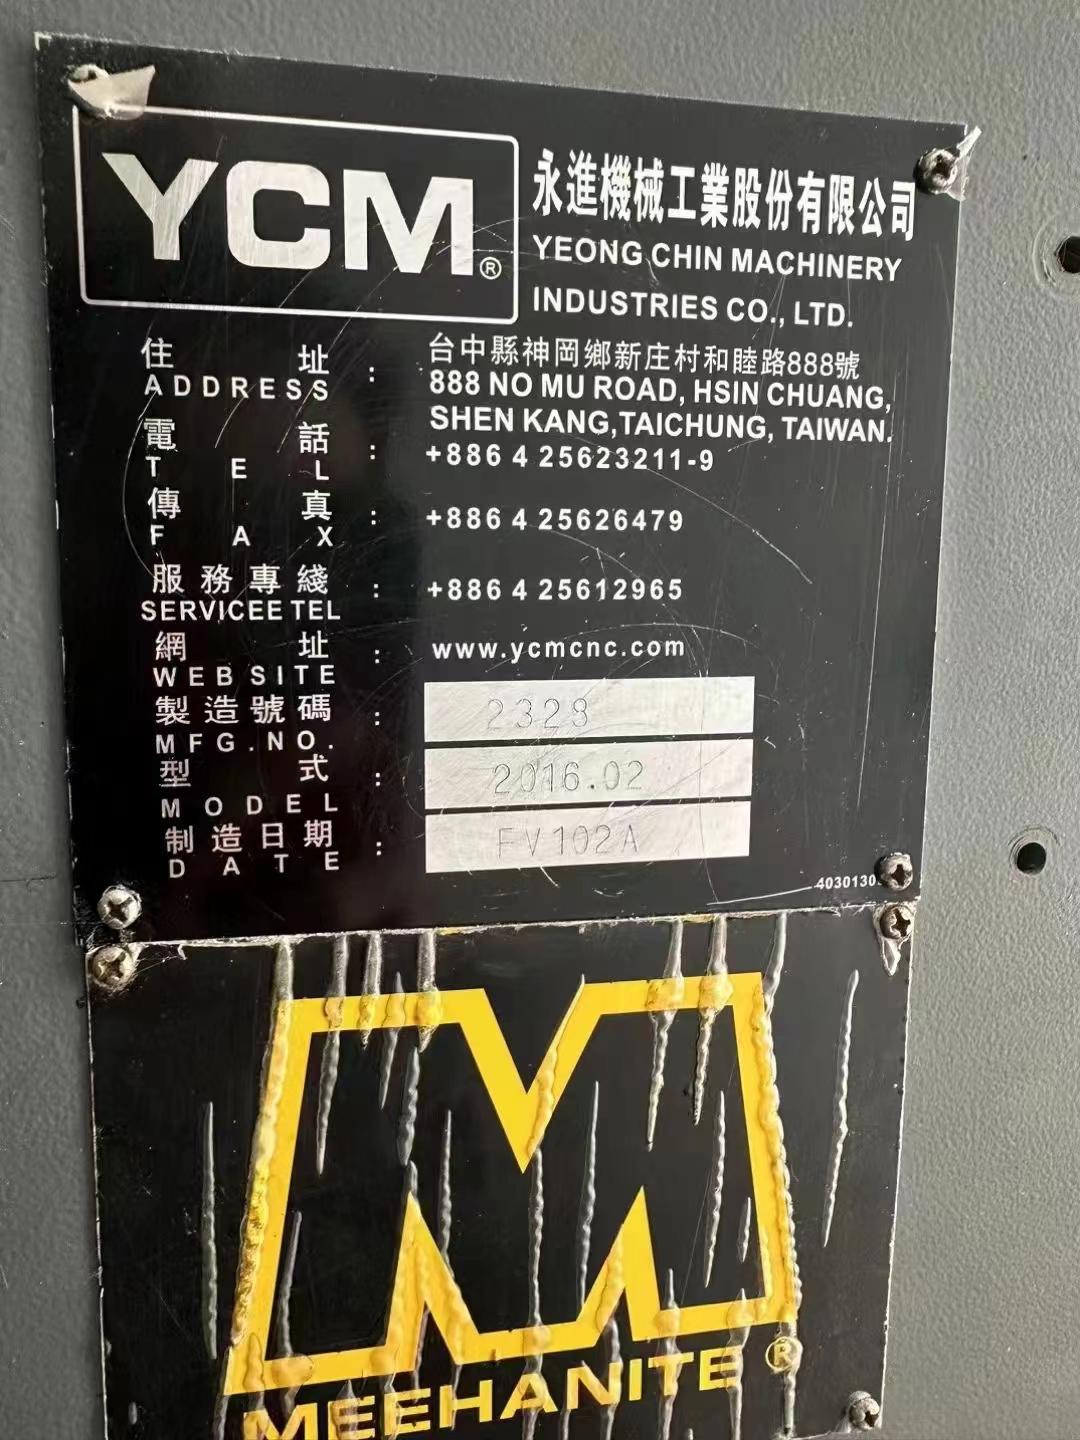 YCM®
永進機械工業股份有限公司
YEONG CHIN MACHINERY
INDUSTRIES CO., LTD.
住址 : 台中縣神岡鄉新庄村和睦路888號
ADDRESS 888 NO MU ROAD, HSIN CHUANG,
SHEN KANG,TAICHUNG, TAIWAN.
電話 : +886 4 25623211-9
TEL
傳真 : +886 4 25626479
FAX
服務專綫 : +886 4 25612965
SERVICEE TEL
網址 : www.ycmcnc.com
WEBSITE
製造號碼 : 2328
MFG.NO.
型式 : 2016.02
MODEL
制造日期 : FV102A
DATE
MEEHANITE®